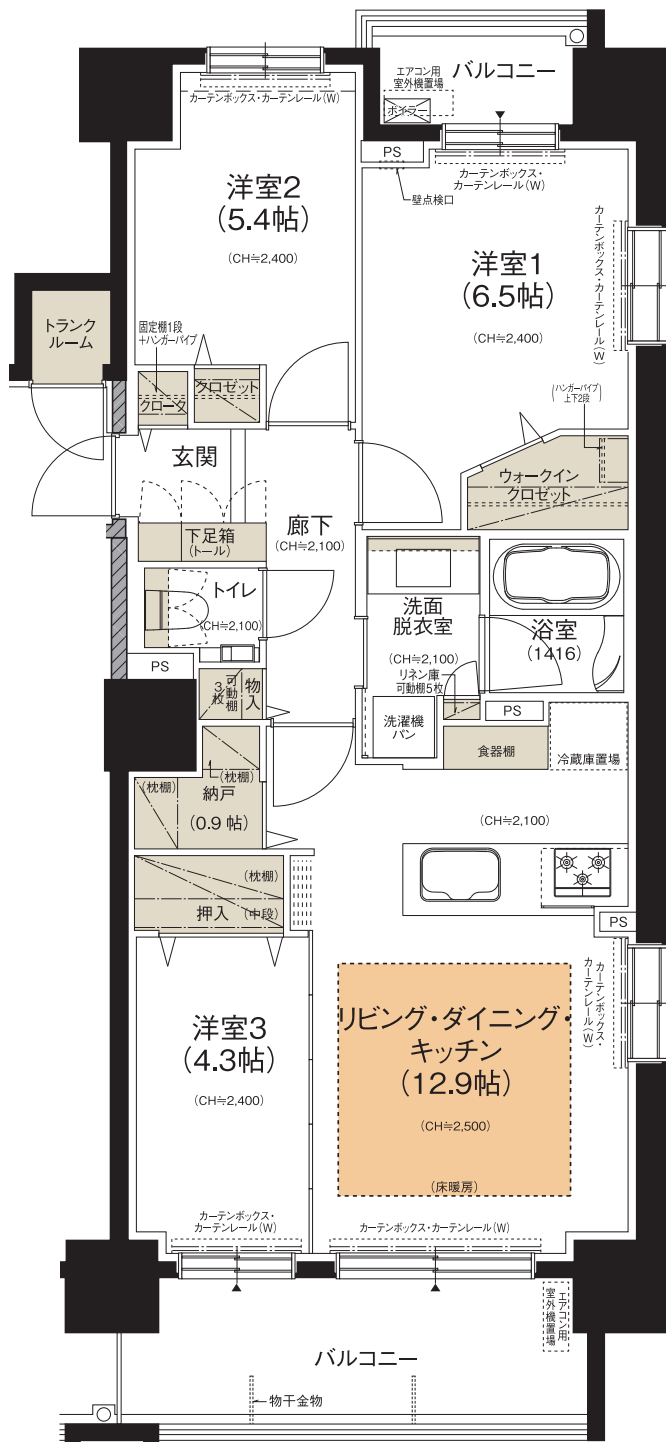 バルコニー
エアコン用
室外機置場
ボイラー
カーテンボックス・カーテンレール(W)
PS
カーテンボックス・
カーテンレール(W)
壁点検口
洋室2
(5.4帖)
(CH≒2,400)
洋室1
(6.5帖)
(CH≒2,400)
カーテンボックス・カーテンレール(W)
トランク
ルーム
固定棚1段
+ハンガーパイプ
クローク
クロゼット
(ハンガーパイプ
上下2段)
ウォークイン
クロゼット
玄関
廊下
(CH≒2,100)
下足箱
(トール)
トイレ
(CH≒2,100)
洗面
脱衣室
(CH≒2,100)
浴室
(1416)
リネン庫
可動棚5枚
PS
可動棚
3枚
物入
洗濯機
パン
PS
食器棚
冷蔵庫置場
(枕棚)
(枕棚)
納戸
(0.9 帖)
(CH≒2,100)
(枕棚)
押入
(中段)
PS
カーテンボックス・
カーテンレール(W)
洋室3
(4.3帖)
(CH≒2,400)
リビング・ダイニング・
キッチン
(12.9帖)
(CH≒2,500)
(床暖房)
カーテンボックス・
カーテンレール(W)
カーテンボックス・カーテンレール(W)
エアコン用
室外機置場
バルコニー
物干金物